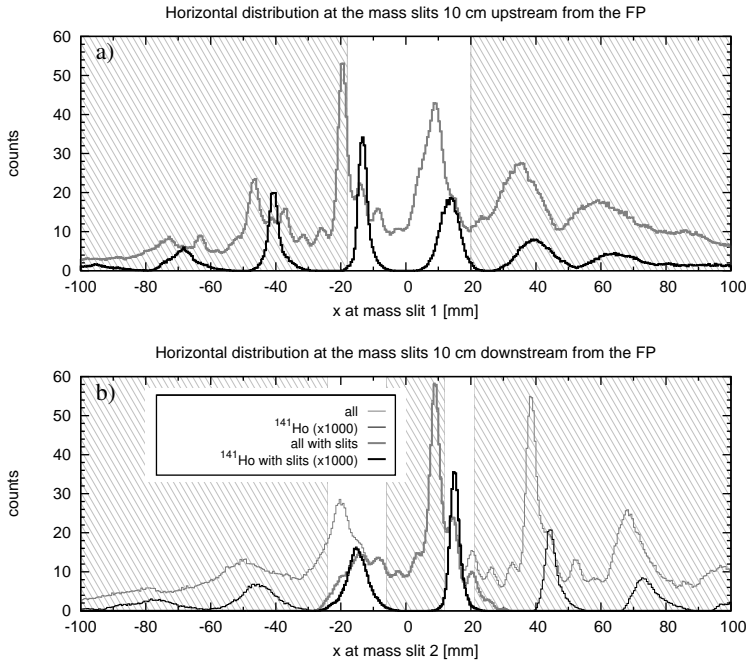 Horizontal distribution at the mass slits 10 cm upstream from the FP
a)
60
50
40
30
20
10
0
counts
-100 -80 -60 -40 -20 0 20 40 60 80 100
x at mass slit 1 [mm]
Horizontal distribution at the mass slits 10 cm downstream from the FP
b)
60
50
40
30
20
10
0
counts
all
141Ho (x1000)
all with slits
141Ho with slits (x1000)
-100 -80 -60 -40 -20 0 20 40 60 80 100
x at mass slit 2 [mm]